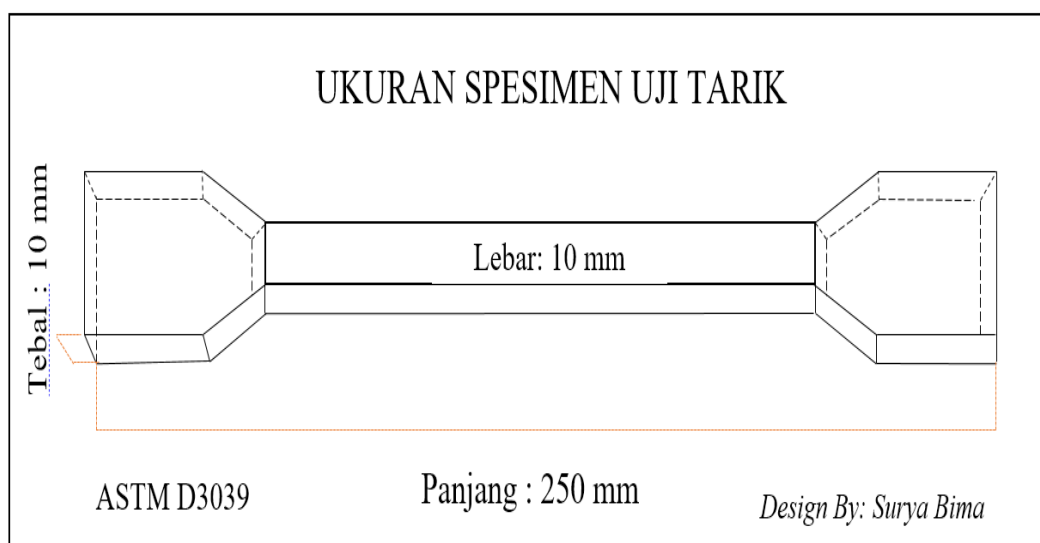 UKURAN SPESIMEN UJI TARIK
Tebal : 10 mm
Lebar: 10 mm
ASTM D3039
Panjang : 250 mm
Design By: Surya Bima